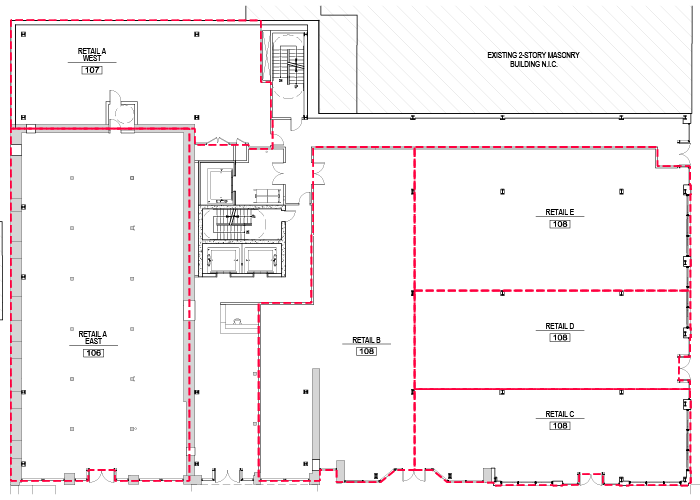 RETAIL A
WEST
107
EXISTING 2-STORY MASONRY
BUILDING N.I.C.
RETAIL E
108
RETAIL D
108
RETAIL A
EAST
106
RETAIL B
108
RETAIL C
108